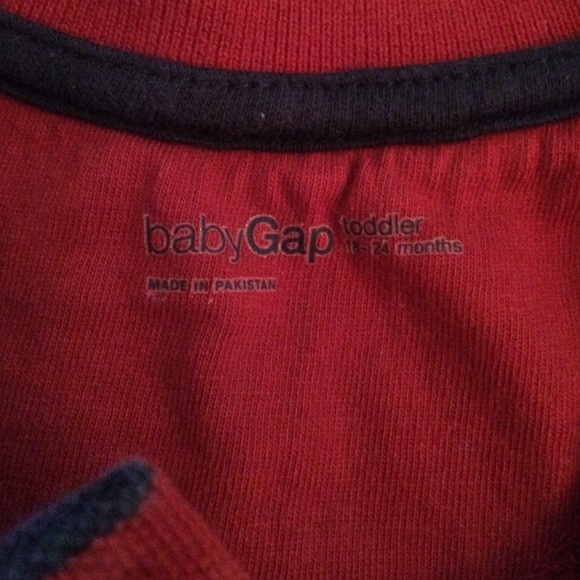 babyGap toddler
18-24 months
MADE IN PAKISTAN